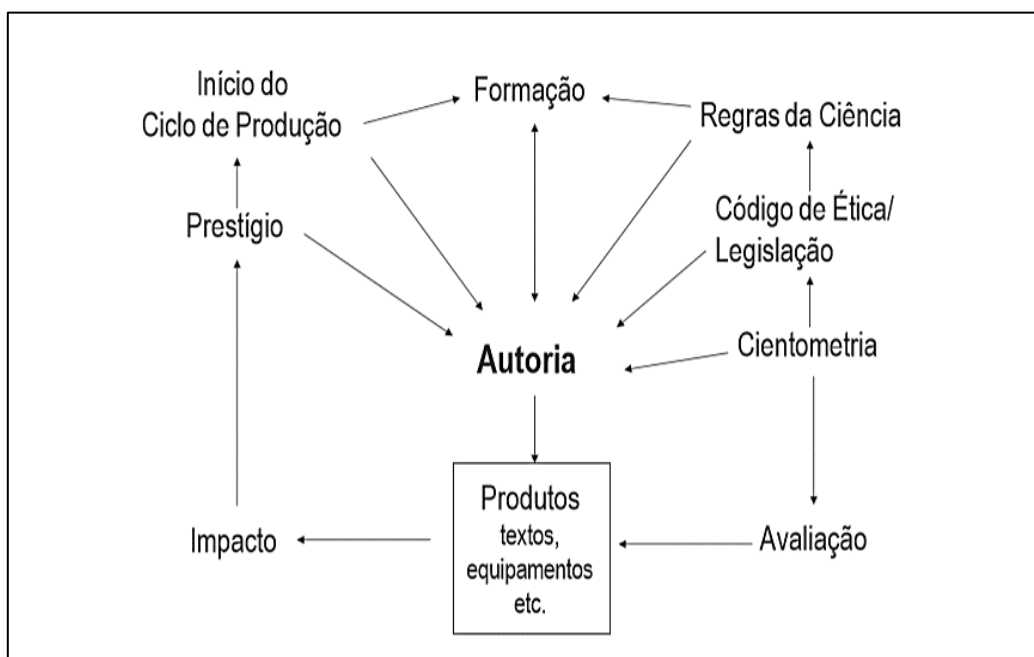 Início do
Ciclo de Produção
Formação
Regras da Ciência
Prestígio
Código de Ética/
Legislação
Autoria
Cientometria
Produtos
textos,
equipamentos
etc.
Impacto
Avaliação